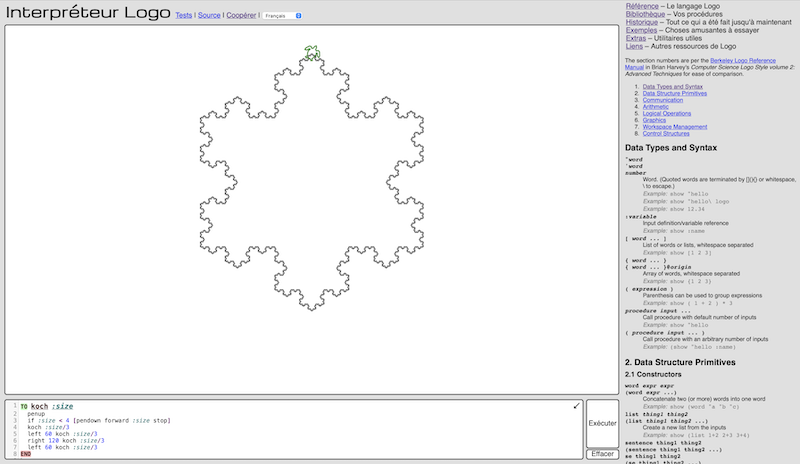 Interpréteur Logo
Tests | Source | Coopérer | Français
Référence – Le langage Logo
Bibliothèque – Vos procédures
Historique – Tout ce qui a été fait jusqu'à maintenant
Exemples – Choses amusantes à essayer
Extras – Utilitaires utiles
Liens – Autres ressources de Logo
The section numbers are per the Berkeley Logo Reference
Manual in Brian Harvey's Computer Science Logo Style volume 2:
Advanced Techniques for ease of comparison.
1. Data Types and Syntax
2. Data Structure Primitives
3. Communication
4. Arithmetic
5. Logical Operations
6. Graphics
7. Workspace Management
8. Control Structures
Data Types and Syntax
"word
'word
number
Word. (Quoted words are terminated by []{}() or whitespace,
\ to escape.)
Example: show "hello
Example: show "hello\ logo
Example: show 12.34
:variable
Input definition/variable reference
Example: show :name
[ word ... ]
List of words or lists, whitespace separated
Example: show [1 2 3]
{ word ... }
{ word ... }@origin
Array of words, whitespace separated
Example: show {1 2 3}
( expression )
Parenthesis can be used to group expressions
Example: show ( 1 + 2 ) * 3
procedure input ...
Call procedure with default number of inputs
Example: show "hello
( procedure input ... )
Call procedure with an arbitrary number of inputs
Example: (show "hello :name)
2. Data Structure Primitives
2.1 Constructors
word expr expr
(word expr ...)
Concatenate two (or more) words into one word
Example: show (word "a "b "c)
list thing1 thing2
(list thing1 thing2 ...)
Create a new list from the inputs
Example: show (list 1+2 2+3 3+4)
sentence thing1 thing2
(sentence thing1 thing2 ...)
se thing1 thing2
(se thing1 thing2 ...)
1 TO koch :size
2 penup
3 if :size < 4 [pendown forward :size stop]
4 koch :size/3
5 left 60 koch :size/3
6 right 120 koch :size/3
7 left 60 koch :size/3
8 END
Exécuter
Effacer